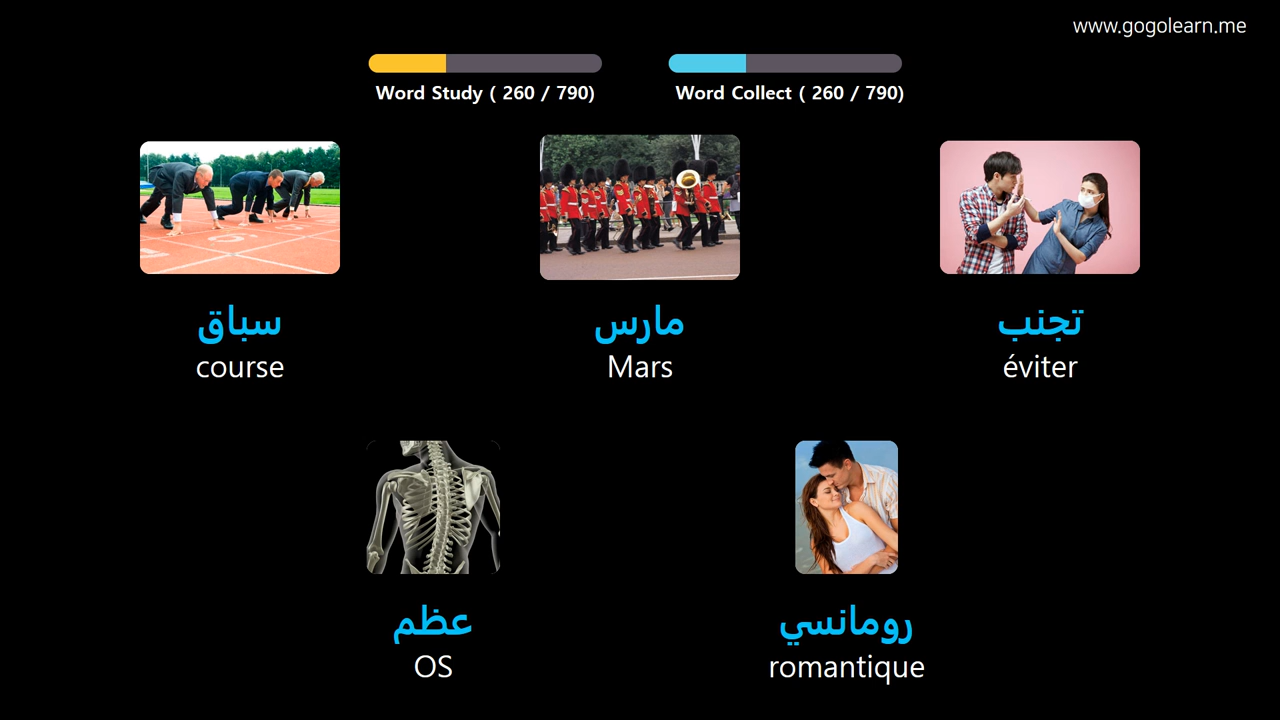 www.gogolearn.me
Word Study ( 260 / 790)
Word Collect ( 260 / 790)
سباق
course
مارس
Mars
تجنب
éviter
عظم
OS
رومانسي
romantique